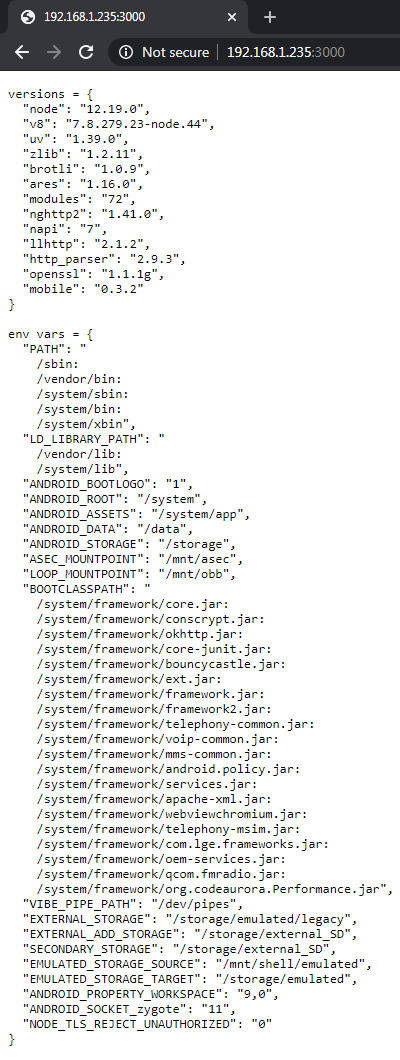 192.168.1.235:3000
Not secure 192.168.1.235:3000
versions = {
"node": "12.19.0",
"v8": "7.8.279.23-node.44",
"uv": "1.39.0",
"zlib": "1.2.11",
"brotli": "1.0.9",
"ares": "1.16.0",
"modules": "72",
"nghttp2": "1.41.0",
"napi": "7",
"llhttp": "2.1.2",
"http_parser": "2.9.3",
"openssl": "1.1.1g",
"mobile": "0.3.2"
}
env vars = {
"PATH": "
/sbin:
/vendor/bin:
/system/sbin:
/system/bin:
/system/xbin",
"LD_LIBRARY_PATH": "
/vendor/lib:
/system/lib",
"ANDROID_BOOTLOGO": "1",
"ANDROID_ROOT": "/system",
"ANDROID_ASSETS": "/system/app",
"ANDROID_DATA": "/data",
"ANDROID_STORAGE": "/storage",
"ASEC_MOUNTPOINT": "/mnt/asec",
"LOOP_MOUNTPOINT": "/mnt/obb",
"BOOTCLASSPATH": "
/system/framework/core.jar:
/system/framework/conscrypt.jar:
/system/framework/okhttp.jar:
/system/framework/core-junit.jar:
/system/framework/bouncycastle.jar:
/system/framework/ext.jar:
/system/framework/framework.jar:
/system/framework/framework2.jar:
/system/framework/telephony-common.jar:
/system/framework/voip-common.jar:
/system/framework/mms-common.jar:
/system/framework/android.policy.jar:
/system/framework/services.jar:
/system/framework/apache-xml.jar:
/system/framework/webviewchromium.jar:
/system/framework/telephony-msim.jar:
/system/framework/com.lge.frameworks.jar:
/system/framework/oem-services.jar:
/system/framework/qcom.fmradio.jar:
/system/framework/org.codeaurora.Performance.jar",
"VIBE_PIPE_PATH": "/dev/pipes",
"EXTERNAL_STORAGE": "/storage/emulated/legacy",
"EXTERNAL_ADD_STORAGE": "/storage/external_SD",
"SECONDARY_STORAGE": "/storage/external_SD",
"EMULATED_STORAGE_SOURCE": "/mnt/shell/emulated",
"EMULATED_STORAGE_TARGET": "/storage/emulated",
"ANDROID_PROPERTY_WORKSPACE": "9,0",
"ANDROID_SOCKET_zygote": "11",
"NODE_TLS_REJECT_UNAUTHORIZED": "0"
}